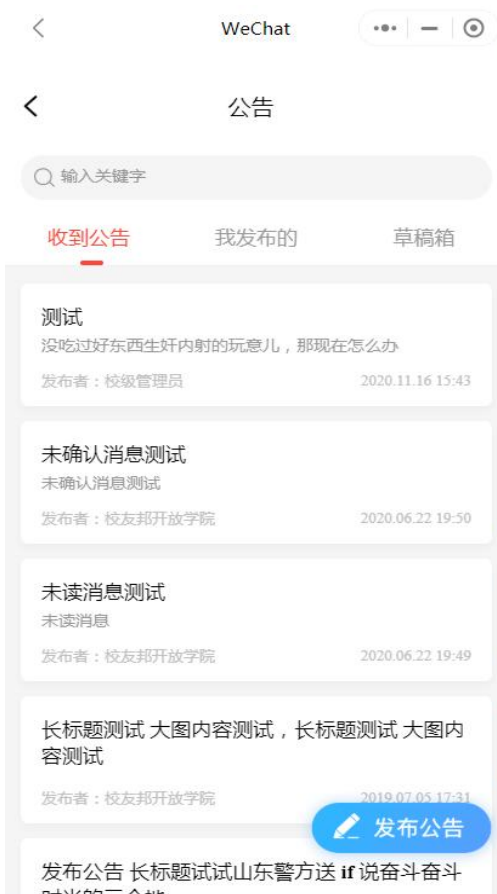 WeChat
公告
输入关键字
收到公告 我发布的 草稿箱
测试
没吃过好东西生奸内射的玩意儿，那现在怎么办
发布者：校级管理员 2020.11.16 15:43
未确认消息测试
未确认消息测试
发布者：校友邦开放学院 2020.06.22 19:50
未读消息测试
未读消息
发布者：校友邦开放学院 2020.06.22 19:49
长标题测试 大图内容测试，长标题测试 大图内
容测试
发布者：校友邦开放学院 2019.07.05 17:31
发布公告
发布公告 长标题试试山东警方送 if 说奋斗奋斗